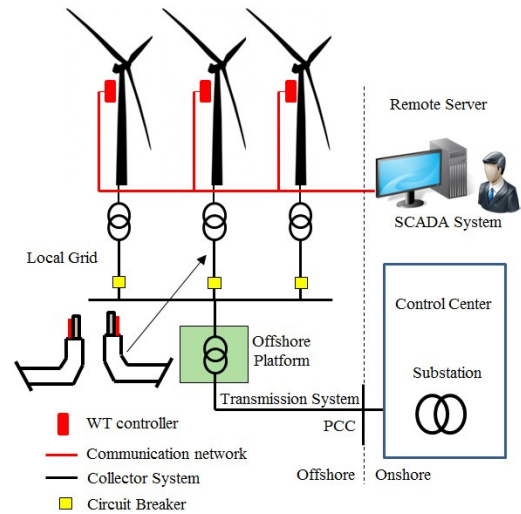 Remote Server
SCADA System
Local Grid
Control Center
Offshore
Platform
Substation
Transmission System
PCC
WT controller
Communication network
Offshore
Onshore
Collector System
Circuit Breaker